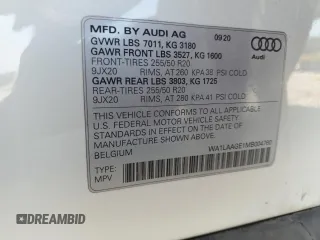 MFD. BY AUDI AG 09 20
GVWR LBS 7011, KG 3180
GAWR FRONT LBS 3527, KG 1600
FRONT-TIRES 255/50 R20
9JX20 RIMS, AT 260 KPA 38 PSI COLD
GAWR REAR LBS 3803, KG 1725
REAR-TIRES 255/50 R20
9JX20 RIMS, AT 280 KPA 41 PSI COLD
Audi
THIS VEHICLE CONFORMS TO ALL APPLICABLE
FEDERAL MOTOR VEHICLE SAFETY
STANDARDS IN EFFECT ON THE DATE OF
MANUFACTURE SHOWN ABOVE
BELGIUM
TYPE:
MPV
DREAMBID